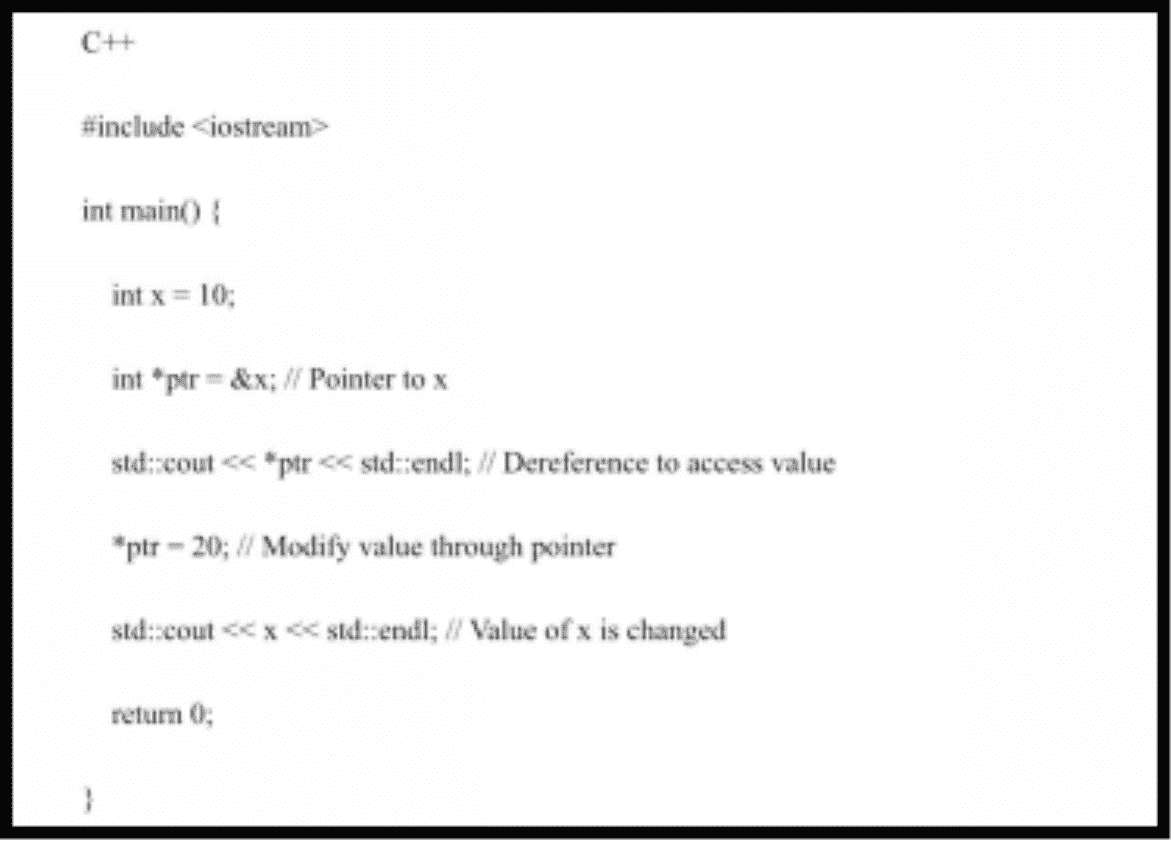 C++
#include <iostream>
int main() {
int x = 10;
int *ptr = &x; // Pointer to x
std::cout << *ptr << std::endl; // Dereference to access value
*ptr = 20; // Modify value through pointer
std::cout << x << std::endl; // Value of x is changed
return 0;
}